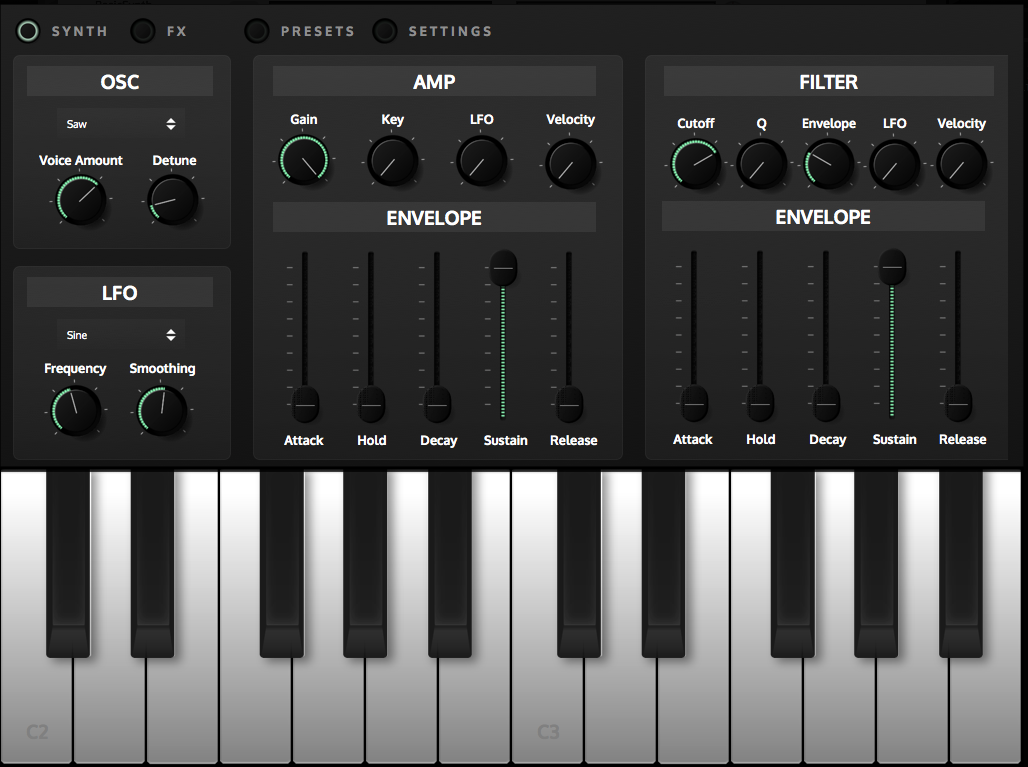 SYNTH FX PRESETS SETTINGS
OSC
Saw
Voice Amount Detune
LFO
Sine
Frequency Smoothing
AMP
Gain Key LFO Velocity
ENVELOPE
Attack Hold Decay Sustain Release
FILTER
Cutoff Q Envelope LFO Velocity
ENVELOPE
Attack Hold Decay Sustain Release
C2 C3